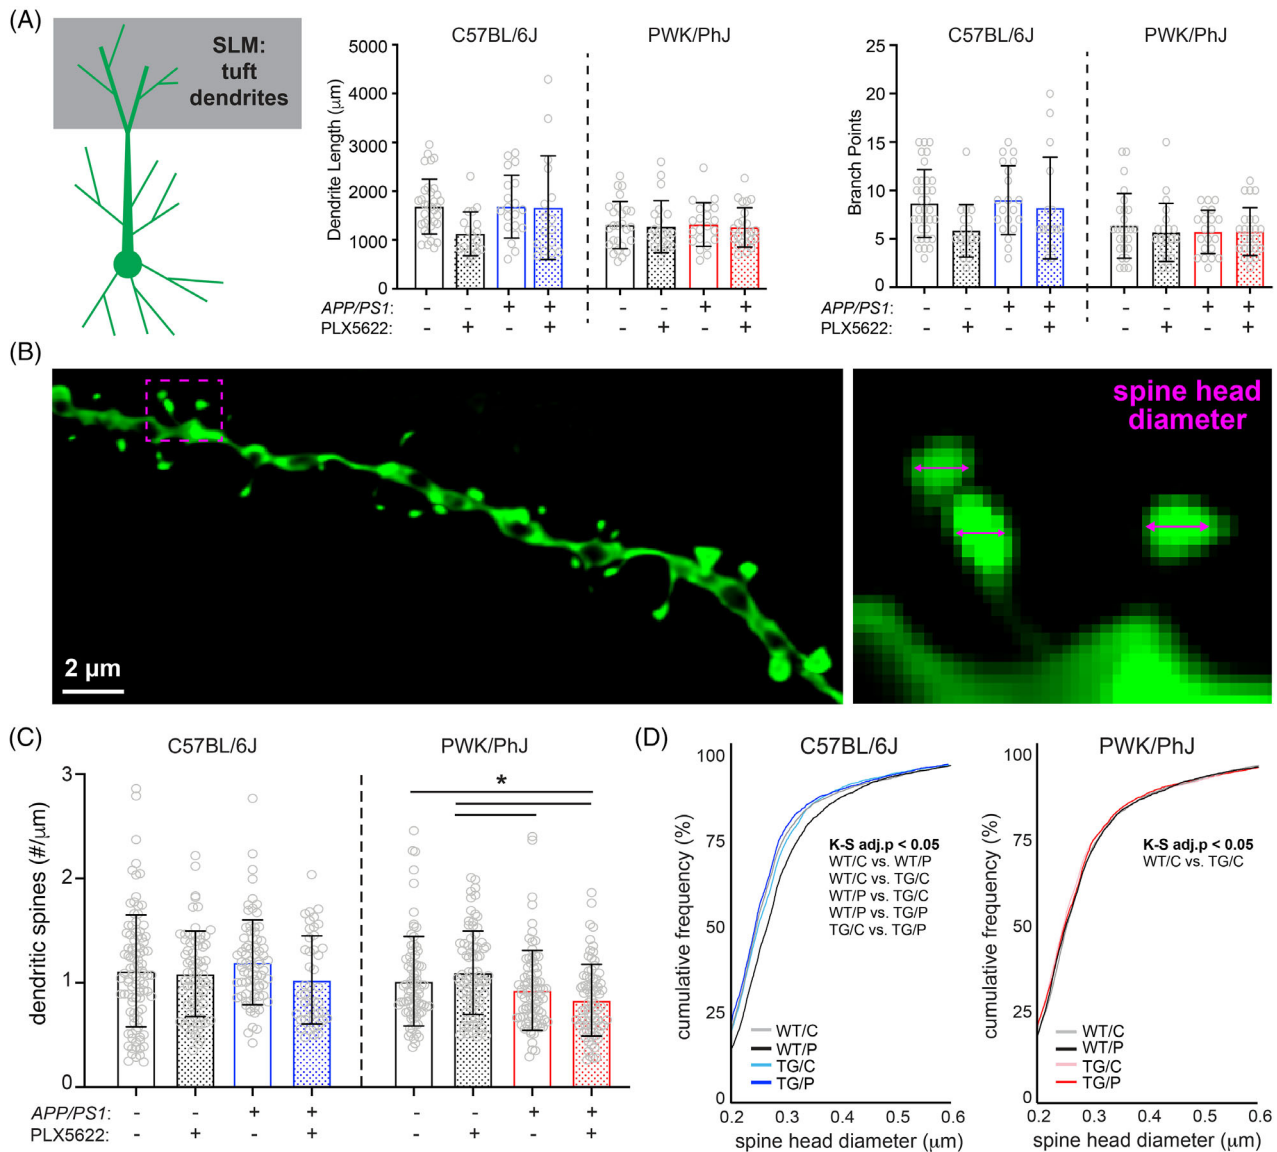 (A)
SLM:
tuft
dendrites
C57BL/6J
PWK/PhJ
Dendrite Length (μm)
5000
4000
3000
2000
1000
0
APP/PS1: - - + + - - + +
PLX5622: - + - + - + - +
C57BL/6J
PWK/PhJ
Branch Points
25
20
15
10
5
0
APP/PS1: - - + + - - + +
PLX5622: - + - + - + - +
(B)
2 μm
spine head
diameter
(C)
C57BL/6J
PWK/PhJ
*
dendritic spines (#/μm)
3
2
1
0
APP/PS1: - - + + - - + +
PLX5622: - + - + - + - +
(D)
C57BL/6J
cumulative frequency (%)
100
75
50
25
0
K-S adj.p < 0.05
WT/C vs. WT/P
WT/C vs. TG/C
WT/P vs. TG/C
WT/P vs. TG/P
TG/C vs. TG/P
WT/C
WT/P
TG/C
TG/P
0.2 0.3 0.4 0.5 0.6
spine head diameter (μm)
PWK/PhJ
cumulative frequency (%)
100
75
50
25
0
K-S adj.p < 0.05
WT/C vs. TG/C
WT/C
WT/P
TG/C
TG/P
0.2 0.3 0.4 0.5 0.6
spine head diameter (μm)